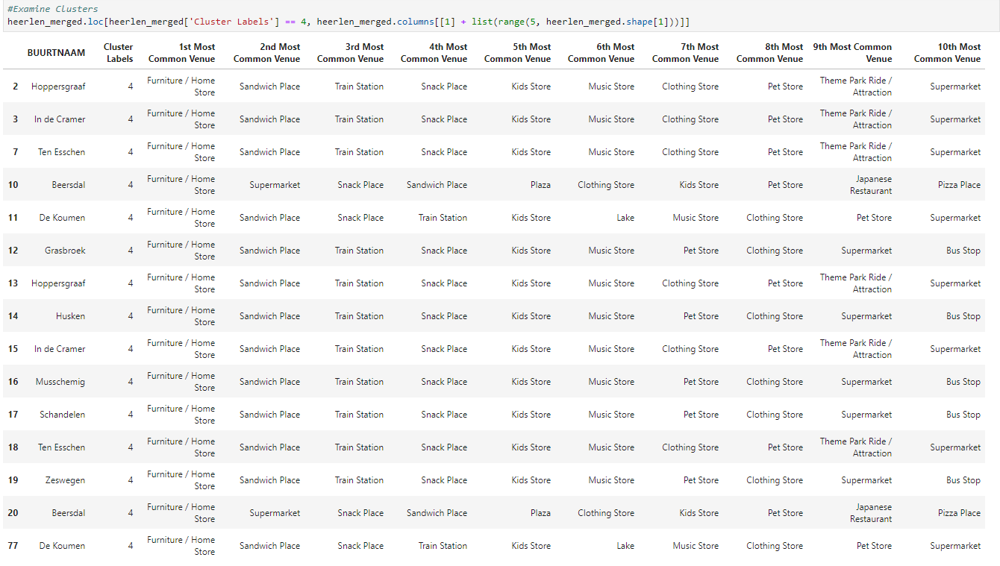 #Examine Clusters
heerlen_merged.loc[heerlen_merged['Cluster Labels'] == 4, heerlen_merged.columns[[1] + list(range(5, heerlen_merged.shape[1]))]]
BUURTNAAM Cluster Labels 1st Most Common Venue 2nd Most Common Venue 3rd Most Common Venue 4th Most Common Venue 5th Most Common Venue 6th Most Common Venue 7th Most Common Venue 8th Most Common Venue 9th Most Common Venue 10th Most Common Venue
2 Hoppersgraaf 4 Furniture / Home Store Sandwich Place Train Station Snack Place Kids Store Music Store Clothing Store Pet Store Theme Park Ride / Attraction Supermarket
3 In de Cramer 4 Furniture / Home Store Sandwich Place Train Station Snack Place Kids Store Music Store Clothing Store Pet Store Theme Park Ride / Attraction Supermarket
7 Ten Esschen 4 Furniture / Home Store Sandwich Place Train Station Snack Place Kids Store Music Store Clothing Store Pet Store Theme Park Ride / Attraction Supermarket
10 Beersdal 4 Furniture / Home Store Supermarket Snack Place Sandwich Place Plaza Clothing Store Kids Store Pet Store Japanese Restaurant Pizza Place
11 De Koumen 4 Furniture / Home Store Sandwich Place Snack Place Train Station Kids Store Lake Music Store Clothing Store Pet Store Supermarket
12 Grasbroek 4 Furniture / Home Store Sandwich Place Train Station Snack Place Kids Store Music Store Pet Store Clothing Store Supermarket Bus Stop
13 Hoppersgraaf 4 Furniture / Home Store Sandwich Place Train Station Snack Place Kids Store Music Store Clothing Store Pet Store Theme Park Ride / Attraction Supermarket
14 Husken 4 Furniture / Home Store Sandwich Place Train Station Snack Place Kids Store Music Store Pet Store Clothing Store Supermarket Bus Stop
15 In de Cramer 4 Furniture / Home Store Sandwich Place Train Station Snack Place Kids Store Music Store Clothing Store Pet Store Theme Park Ride / Attraction Supermarket
16 Musschemig 4 Furniture / Home Store Sandwich Place Train Station Snack Place Kids Store Music Store Pet Store Clothing Store Supermarket Bus Stop
17 Schandelen 4 Furniture / Home Store Sandwich Place Train Station Snack Place Kids Store Music Store Pet Store Clothing Store Supermarket Bus Stop
18 Ten Esschen 4 Furniture / Home Store Sandwich Place Train Station Snack Place Kids Store Music Store Clothing Store Pet Store Theme Park Ride / Attraction Supermarket
19 Zeswegen 4 Furniture / Home Store Sandwich Place Train Station Snack Place Kids Store Music Store Pet Store Clothing Store Supermarket Bus Stop
20 Beersdal 4 Furniture / Home Store Supermarket Snack Place Sandwich Place Plaza Clothing Store Kids Store Pet Store Japanese Restaurant Pizza Place
77 De Koumen 4 Furniture / Home Store Sandwich Place Snack Place Train Station Kids Store Lake Music Store Clothing Store Pet Store Supermarket